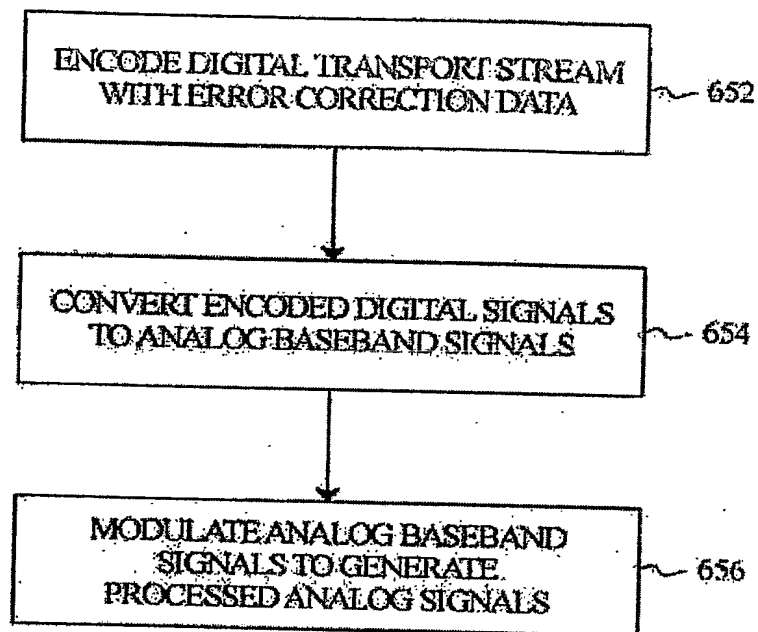 ENCODE DIGITAL TRANSPORT STREAM
WITH ERROR CORRECTION DATA
652
CONVERT ENCODED DIGITAL SIGNALS
TO ANALOG BASEBAND SIGNALS
654
MODULATE ANALOG BASEBAND
SIGNALS TO GENERATE
PROCESSED ANALOG SIGNALS
656